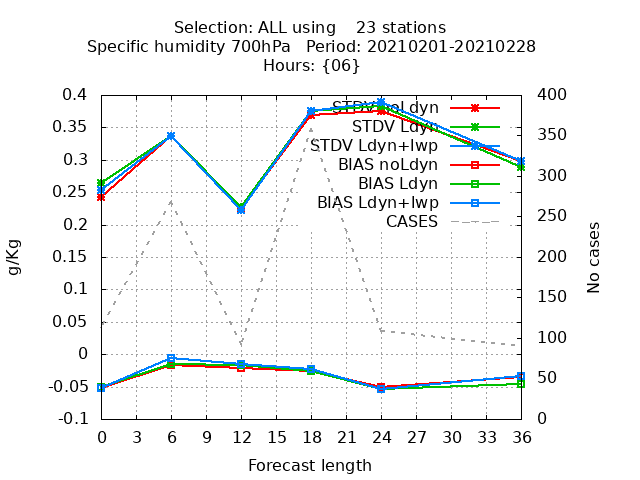 Selection: ALL using    23 stations
Specific humidity 700hPa   Period: 20210201-20210228
Hours: {06}
0.4
0.35
0.3
0.25
0.2
0.15
0.1
0.05
0
-0.05
-0.1
g/Kg
STDV noLdyn
STDV Ldyn
STDV Ldyn+lwp
BIAS noLdyn
BIAS Ldyn
BIAS Ldyn+lwp
CASES
400
350
300
250
200
150
100
50
0
No cases
0 3 6 9 12 15 18 21 24 27 30 33 36
Forecast length